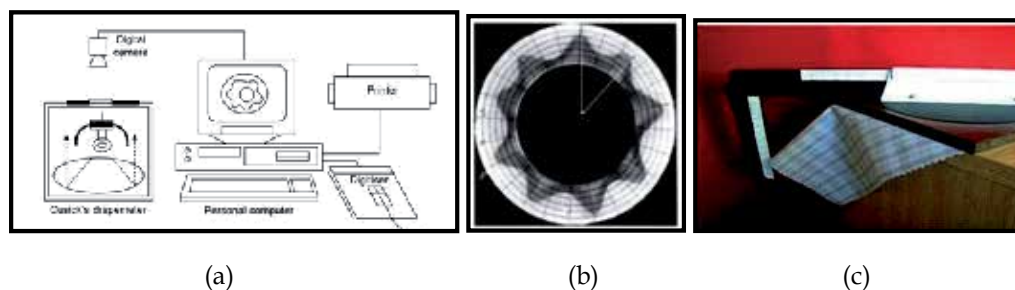 Digital
camera
Printer
Digitiser
Cusick's drapemeter
Personal computer
(a)
(b)
(c)